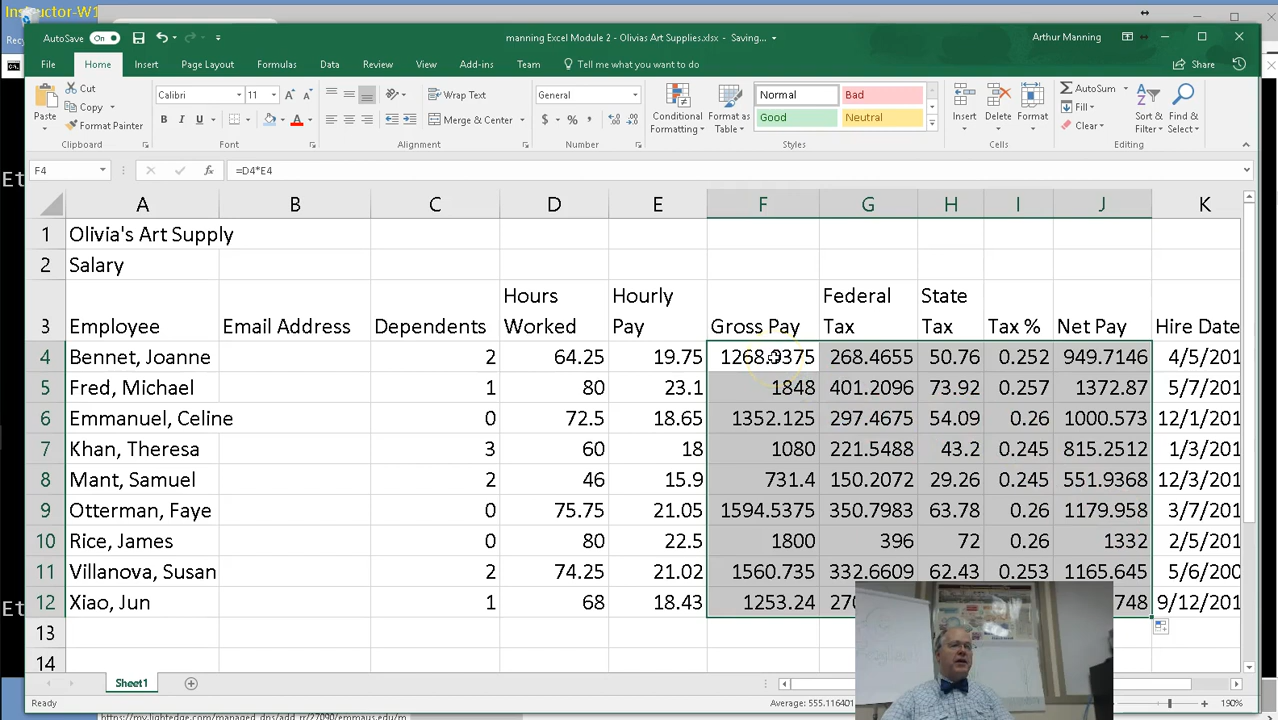 Instructor-W1
AutoSave On
manning Excel Module 2 - Olivias Art Supplies.xlsx - Saving...
Arthur Manning
File Home Insert Page Layout Formulas Data Review View Add-ins Team Tell me what you want to do Share
Paste
Cut
Copy
Format Painter
Clipboard
Calibri 11
B I U
Font
Wrap Text
Merge & Center
Alignment
General
$ % ,
Number
Conditional Formatting
Format as Table
Normal Bad
Good Neutral
Styles
Insert Delete Format
Cells
AutoSum
Fill
Clear
Sort & Filter
Find & Select
Editing
F4 fx =D4*E4
A B C D E F G H I J K
1 Olivia's Art Supply
2 Salary
Hours Hourly Federal State
3 Employee Email Address Dependents Worked Pay Gross Pay Tax Tax Tax % Net Pay Hire Date
4 Bennet, Joanne 2 64.25 19.75 1268.9375 268.4655 50.76 0.252 949.7146 4/5/201
5 Fred, Michael 1 80 23.1 1848 401.2096 73.92 0.257 1372.87 5/7/201
6 Emmanuel, Celine 0 72.5 18.65 1352.125 297.4675 54.09 0.26 1000.573 12/1/201
7 Khan, Theresa 3 60 18 1080 221.5488 43.2 0.245 815.2512 1/3/201
8 Mant, Samuel 2 46 15.9 731.4 150.2072 29.26 0.245 551.9368 12/3/201
9 Otterman, Faye 0 75.75 21.05 1594.5375 350.7983 63.78 0.26 1179.958 3/7/201
10 Rice, James 0 80 22.5 1800 396 72 0.26 1332 2/5/201
11 Villanova, Susan 2 74.25 21.02 1560.735 332.6609 62.43 0.253 1165.645 5/6/200
12 Xiao, Jun 1 68 18.43 1253.24 748 9/12/201
13
14
Sheet1
Ready Average: 555.116401 190%